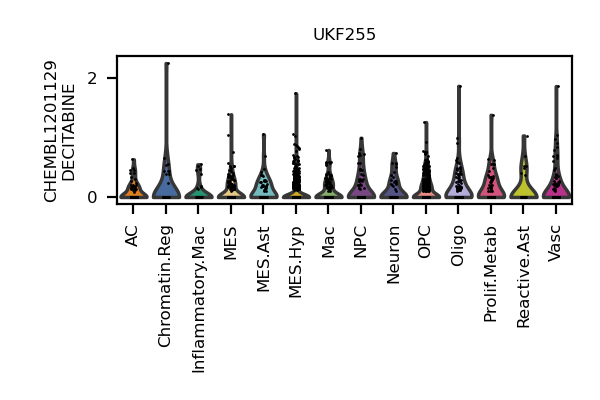 UKF255
CHEMBL1201129
DECITABINE
2
0
AC
Chromatin.Reg
Inflammatory.Mac
MES
MES.Ast
MES.Hyp
Mac
NPC
Neuron
OPC
Oligo
Prolif.Metab
Reactive.Ast
Vasc